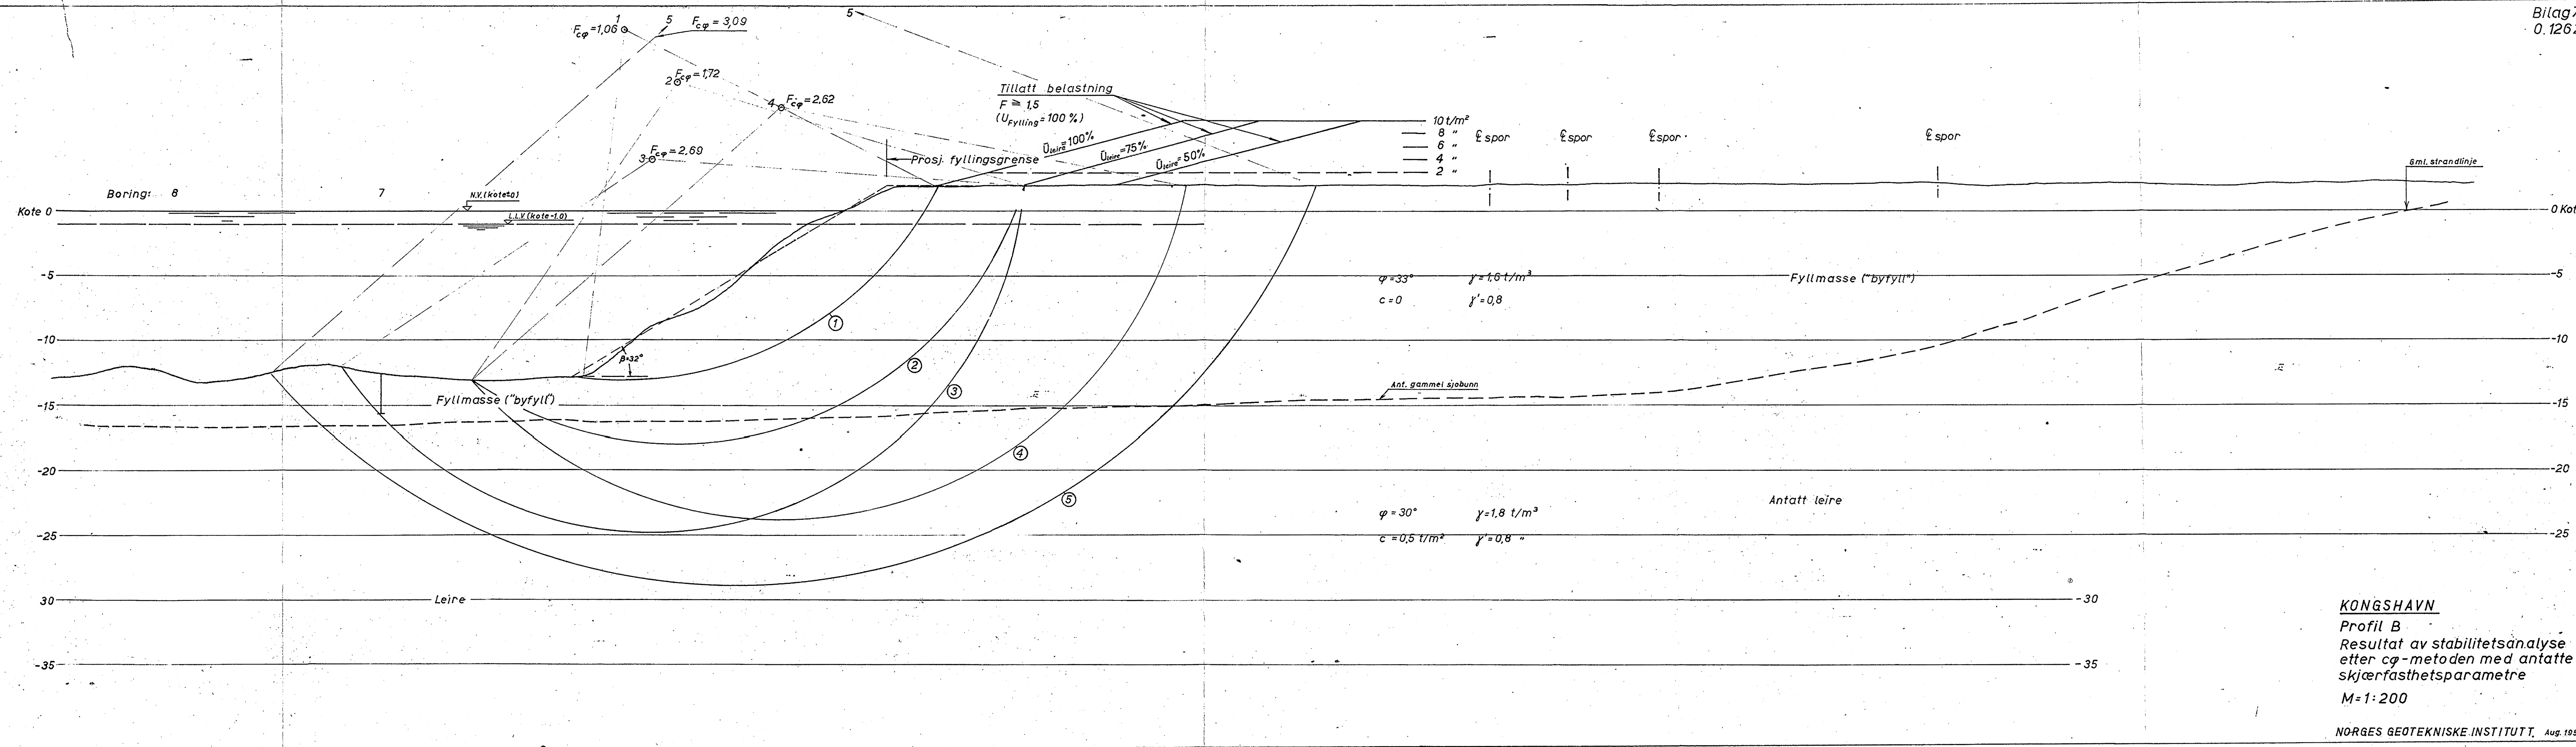 Bilag
0.126
1
5
F_cφ = 3,09
F_cφ = 1,06
5
2
F_cφ = 1,72
4
F_cφ = 2,62
3
F_cφ = 2,69
Tillatt belastning
F ≧ 1,5
(U_Fylling = 100 %)
Prosj. fyllingsgrense
Ū_leire = 100%
Ū_leire = 75%
Ū_leire = 50%
10 t/m²
8 "
6 "
4 "
2 "
℄ spor
℄ spor
℄ spor
℄ spor
Gml. strandlinje
Boring: 8
7
N.V. (kote±0)
L.L.V. (kote-1.0)
Kote 0
0 Kot
-5
-5
-10
-10
-15
-15
-20
-20
-25
-25
30
-30
-35
-35
φ = 33°
γ = 1,6 t/m³
c = 0
γ' = 0,8
Fyllmasse ("byfyll")
β=32°
1
2
3
4
5
Fyllmasse ("byfyll")
Ant. gammel sjøbunn
Antatt leire
φ = 30°
γ = 1,8 t/m³
c = 0,5 t/m²
γ' = 0,8 "
Leire
KONGSHAVN
Profil B
Resultat av stabilitetsanalyse
etter cφ-metoden med antatte
skjærfasthetsparametre
M = 1:200
NORGES GEOTEKNISKE INSTITUTT Aug.